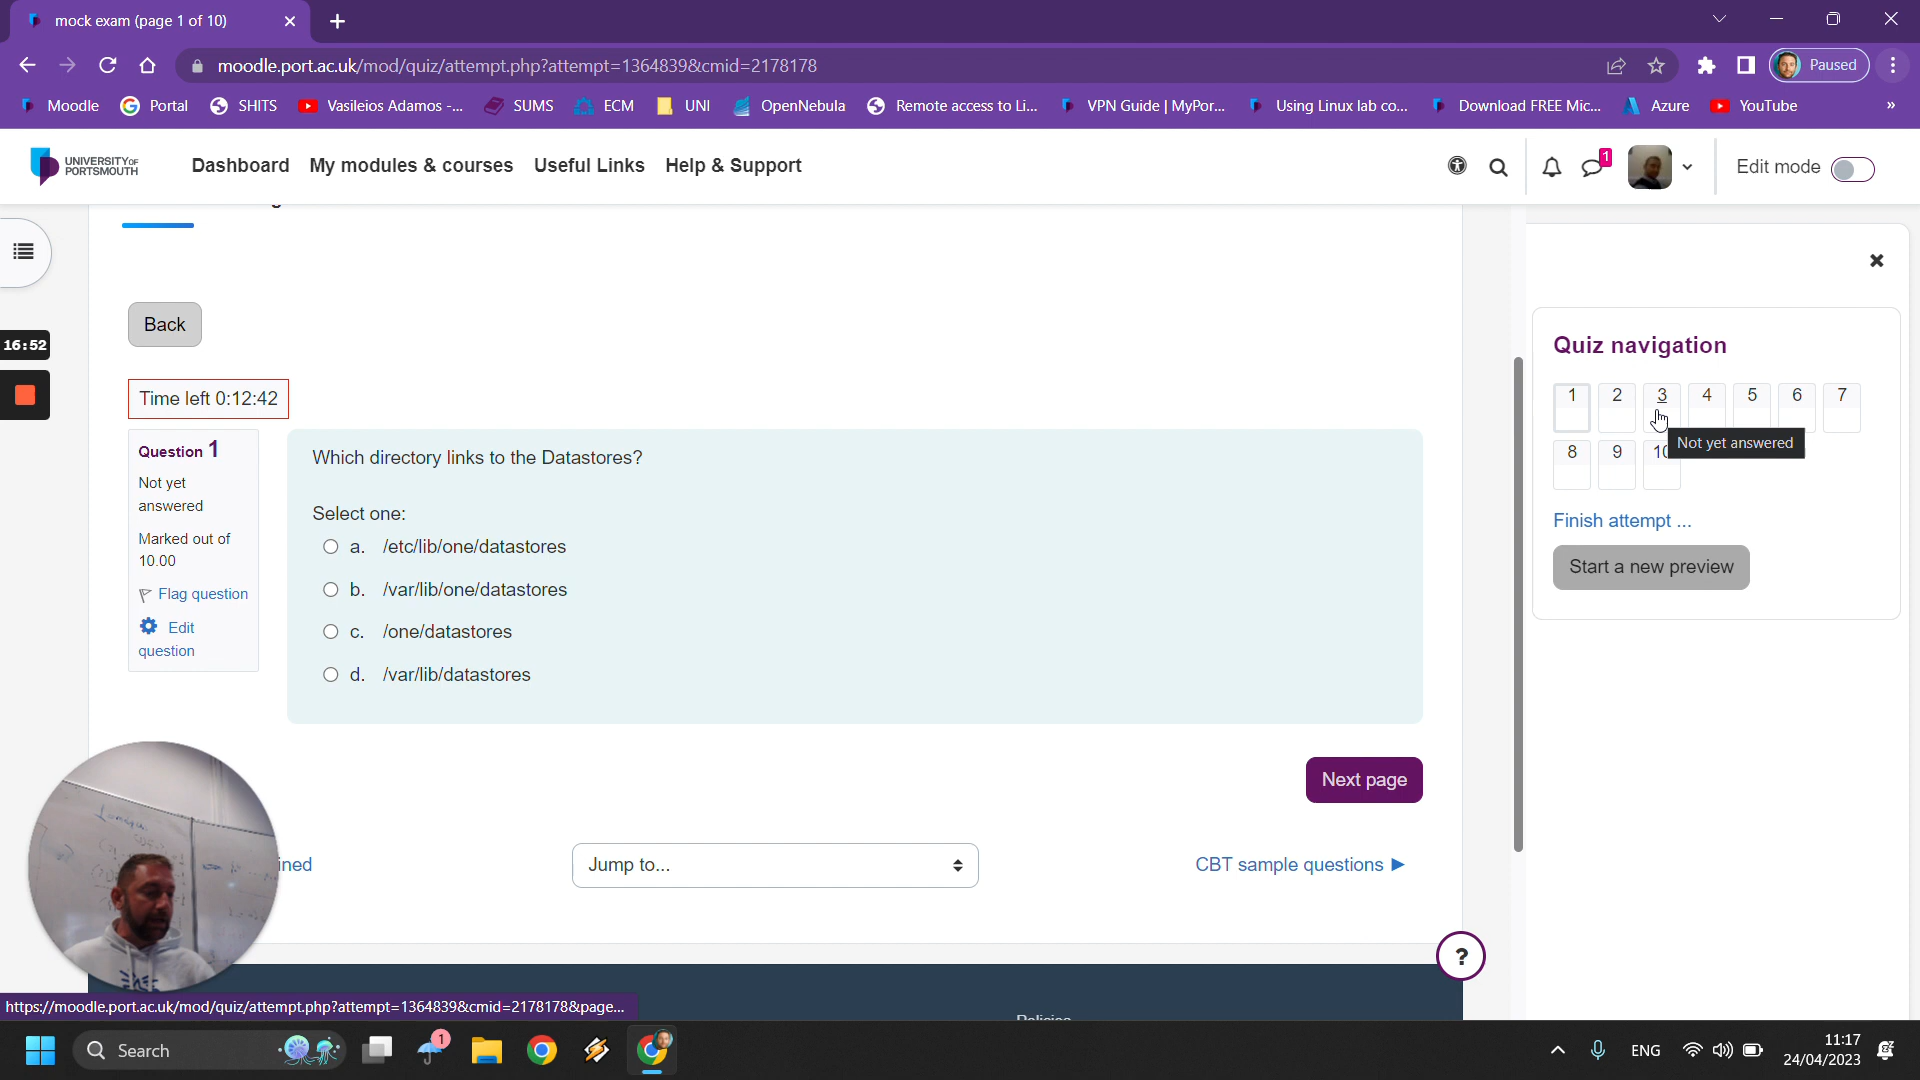 mock exam (page 1 of 10)
moodle.port.ac.uk/mod/quiz/attempt.php?attempt=1364839&cmid=2178178
Paused
Moodle
Portal
SHITS
Vasileios Adamos -...
SUMS
ECM
UNI
OpenNebula
Remote access to Li...
VPN Guide | MyPor...
Using Linux lab co...
Download FREE Mic...
Azure
YouTube
»
UNIVERSITY OF
PORTSMOUTH
Dashboard
My modules & courses
Useful Links
Help & Support
1
Edit mode
Back
16:52
Time left 0:12:42
Question 1
Not yet
answered
Marked out of
10.00
Flag question
Edit
question
Which directory links to the Datastores?
Select one:
a. /etc/lib/one/datastores
b. /var/lib/one/datastores
c. /one/datastores
d. /var/lib/datastores
Next page
Jump to...
CBT sample questions ►
Quiz navigation
1 2 3 4 5 6 7
8 9 10
Not yet answered
Finish attempt ...
Start a new preview
?
https://moodle.port.ac.uk/mod/quiz/attempt.php?attempt=1364839&cmid=2178178&page...
Policies
Search
1
ENG
11:17
24/04/2023